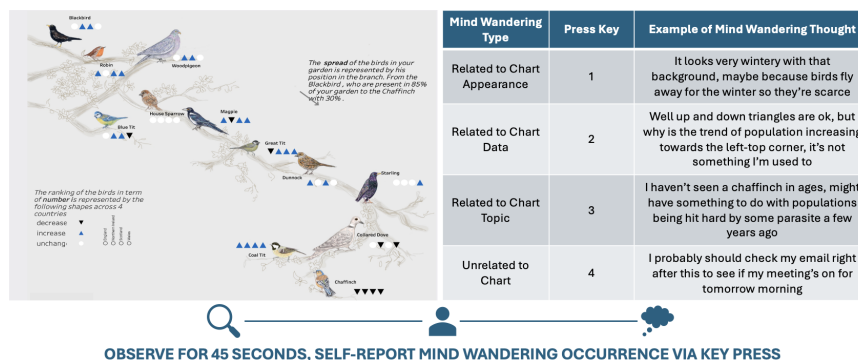 Blackbird
Robin
Woodpigeon
The spread of the birds in your
garden is represented by his
position in the branch. From the
Blackbird , who are present in 85%
of your garden to the Chaffinch
with 30% .
House Sparrow
Magpie
Blue Tit
Great Tit
Dunnock
Starling
The ranking of the birds in term
of number is represented by the
following shapes across 4
countries
decrease
increase
unchang
Collared Dove
Coal Tit
Chaffinch
Mind Wandering
Type
Press Key
Example of Mind Wandering Thought
Related to Chart
Appearance
1
It looks very wintery with that
background, maybe because birds fly
away for the winter so they're scarce
Related to Chart
Data
2
Well up and down triangles are ok, but
why is the trend of population increasing
towards the left-top corner, it's not
something I'm used to
Related to Chart
Topic
3
I haven't seen a chaffinch in ages, might
have something to do with populations
being hit hard by some parasite a few
years ago
Unrelated to
Chart
4
I probably should check my email right
after this to see if my meeting's on for
tomorrow morning
OBSERVE FOR 45 SECONDS, SELF-REPORT MIND WANDERING OCCURRENCE VIA KEY PRESS